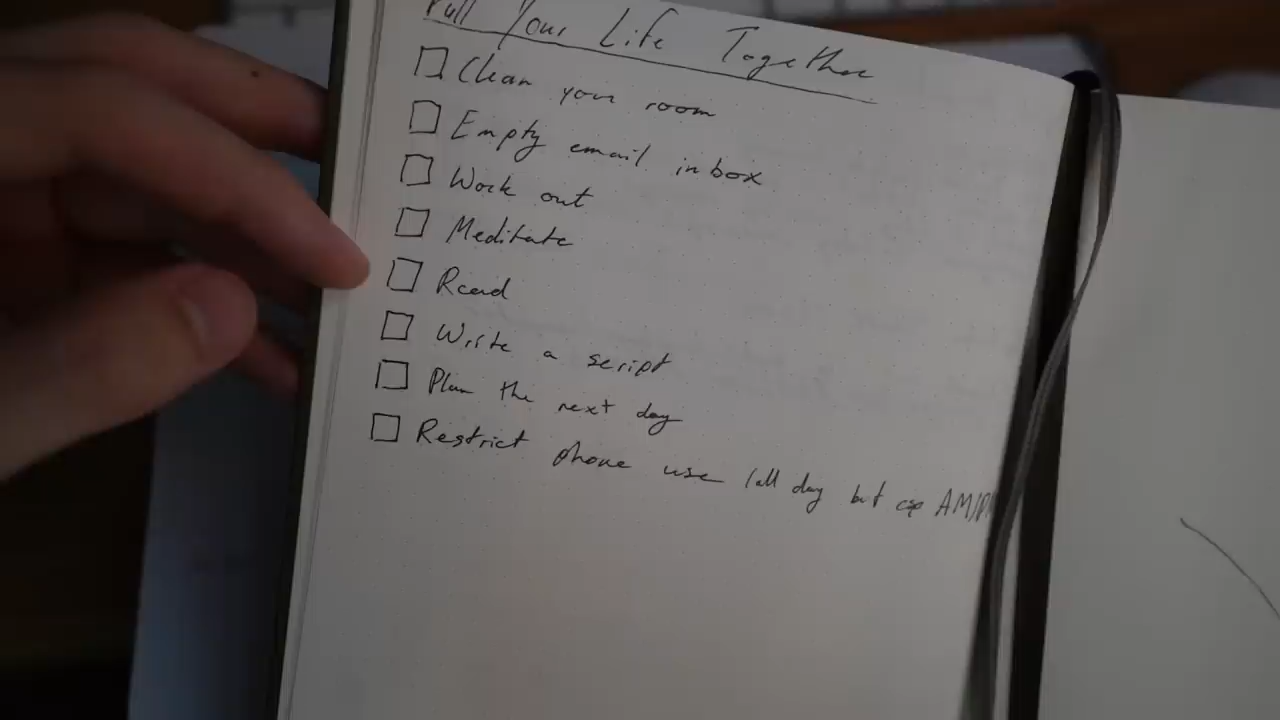 Pull Your Life Together
Clean your room
Empty email inbox
Work out
Meditate
Read
Write a script
Plan the next day
Restrict phone use (all day but esp AM/P